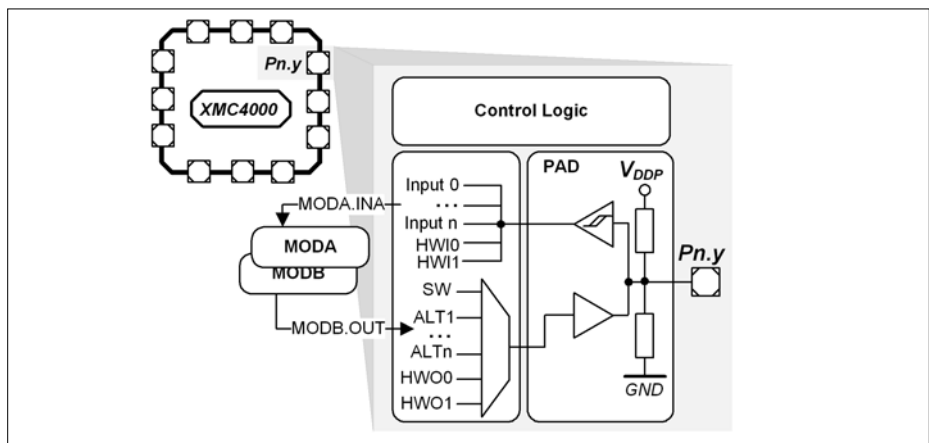 Pn.y
XMC4000
Control Logic
PAD
VDDP
Input 0
...
Input n
HWI0
HWI1
MODA.INA
MODA
MODB
Pn.y
SW
ALT1
...
ALTn
HWO0
HWO1
MODB.OUT
GND